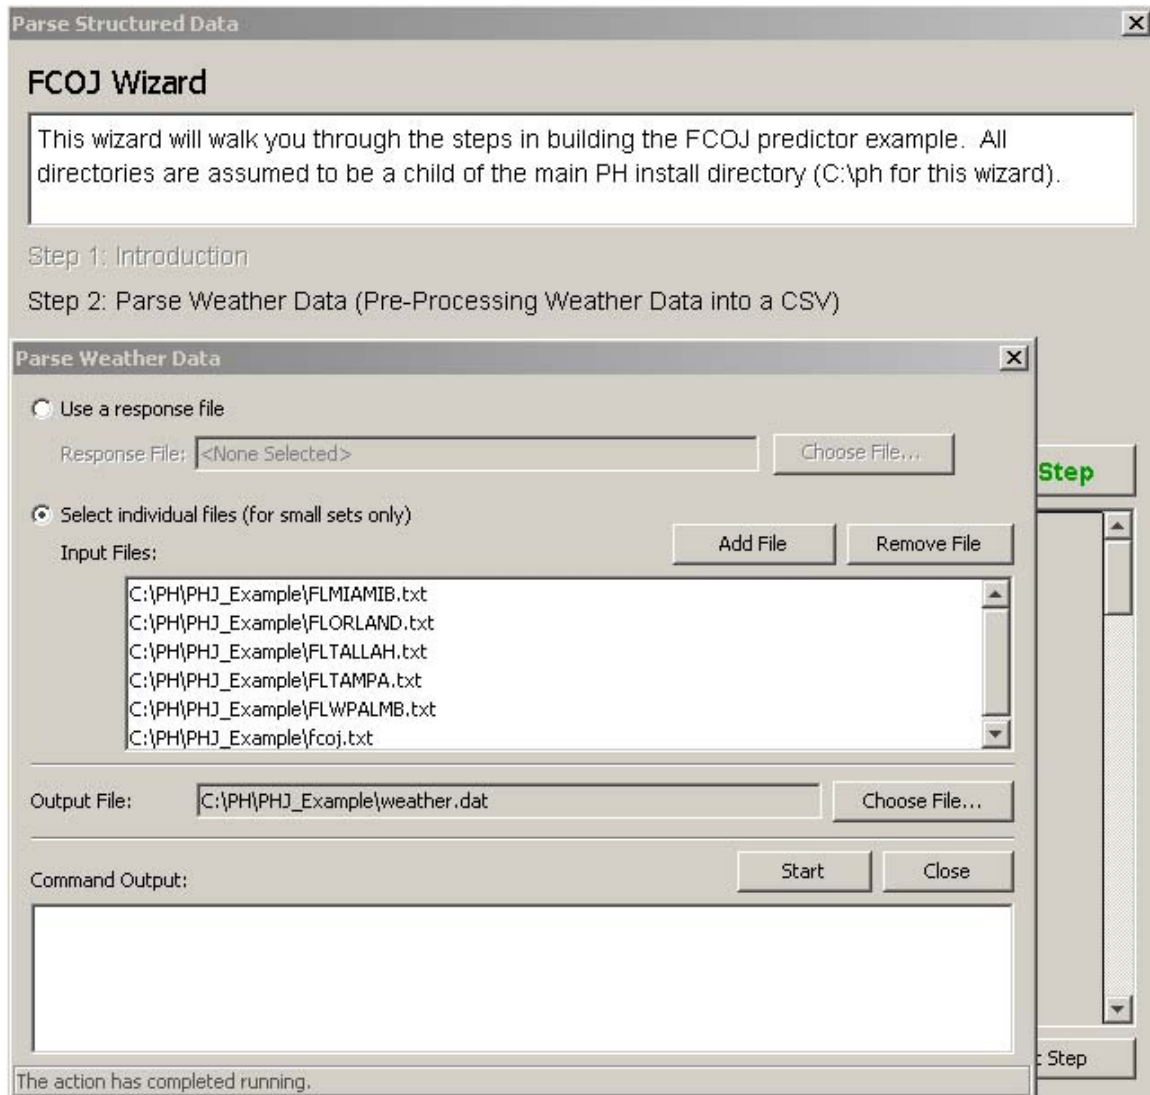 Parse Structured Data
FCOJ Wizard
This wizard will walk you through the steps in building the FCOJ predictor example. All
directories are assumed to be a child of the main PH install directory (C:\ph for this wizard).
Step 1: Introduction
Step 2: Parse Weather Data (Pre-Processing Weather Data into a CSV)
Parse Weather Data
Use a response file
Response File: <None Selected> Choose File...
Step
Select individual files (for small sets only)
Input Files: Add File Remove File
C:\PH\PHJ_Example\FLMIAMIB.txt
C:\PH\PHJ_Example\FLORLAND.txt
C:\PH\PHJ_Example\FLTALLAH.txt
C:\PH\PHJ_Example\FLTAMPA.txt
C:\PH\PHJ_Example\FLWPALMB.txt
C:\PH\PHJ_Example\fcoj.txt
Output File: C:\PH\PHJ_Example\weather.dat Choose File...
Command Output: Start Close
Step
The action has completed running.